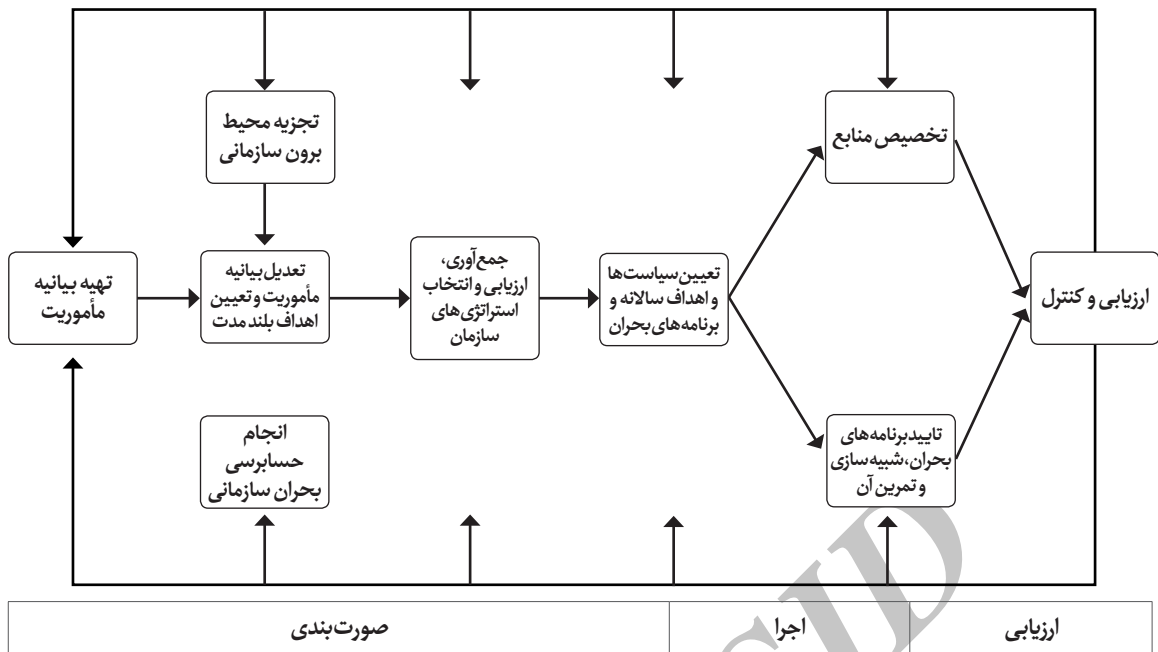 تجزیه محیط
برون سازمانی
تخصیص منابع
تهیه بیانیه
مأموریت
تعدیل بیانیه
مأموریت و تعیین
اهداف بلند مدت
جمع‌آوری،
ارزیابی و انتخاب
استراتژی‌های
سازمان
تعیین سیاست‌ها
و اهداف سالانه و
برنامه‌های بحران
ارزیابی و کنترل
انجام
حسابرسی
بحران سازمانی
تایید برنامه‌های
بحران، شبیه سازی
و تمرین آن
SID
صورت‌بندی
اجرا
ارزیابی